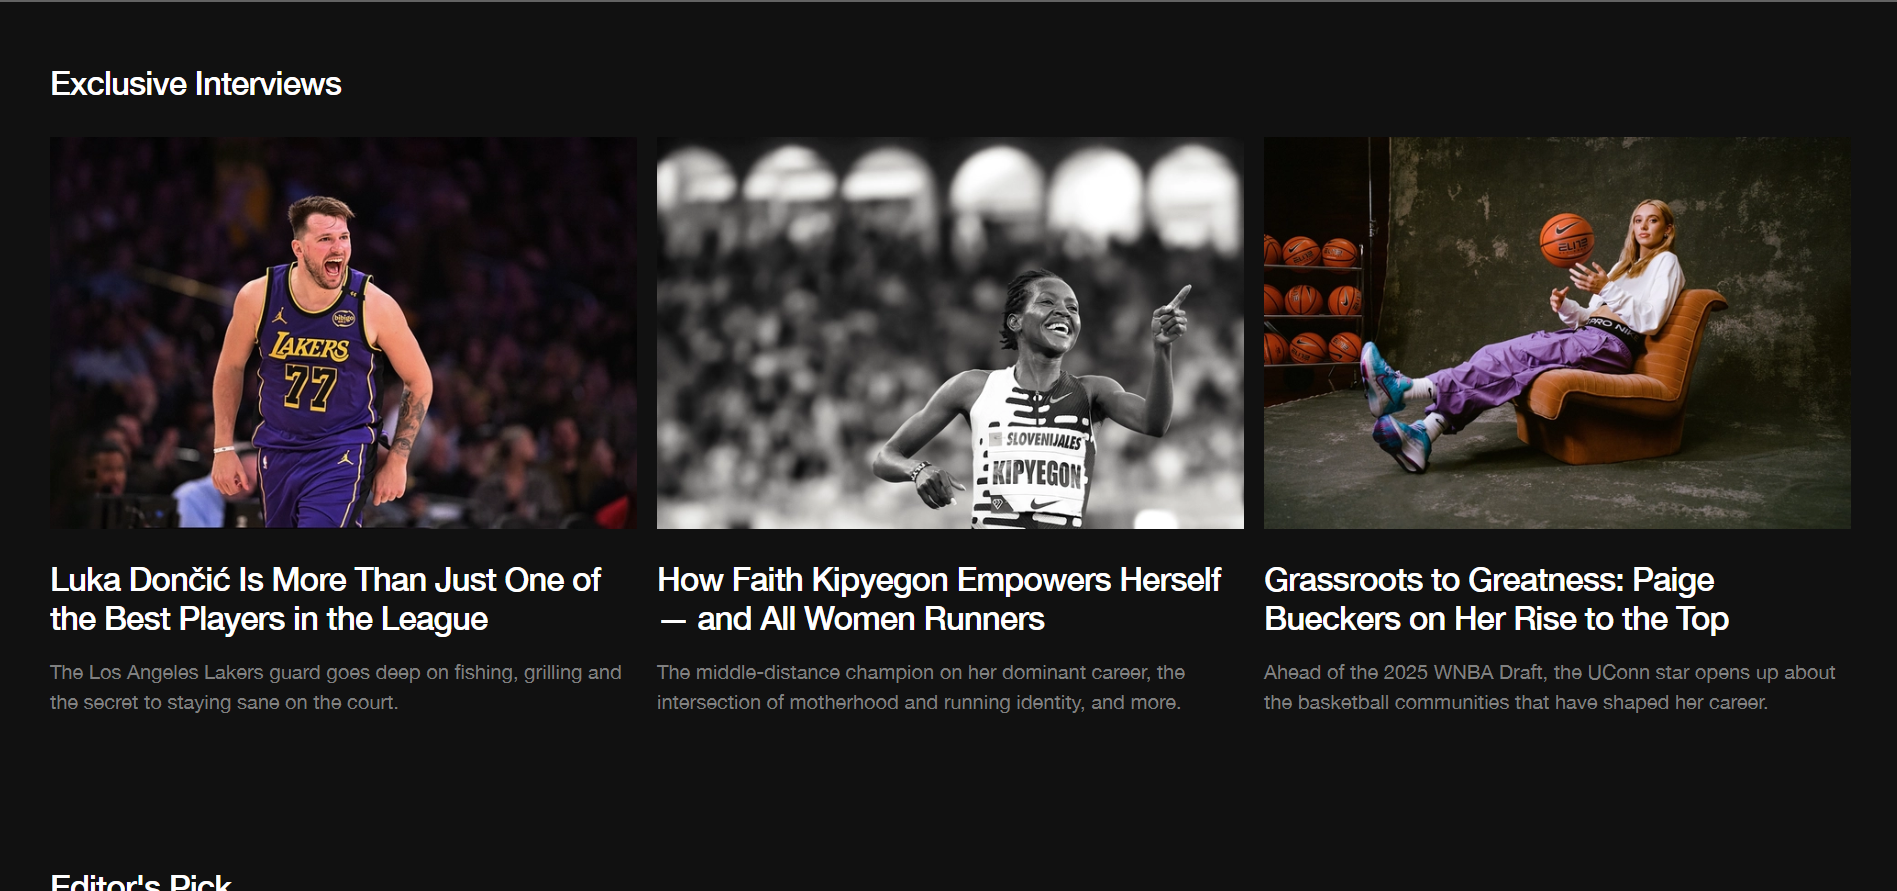 Exclusive Interviews
bibigo
LAKERS
77
SLOVENIJALES
KIPYEGON
ELITE
PRO NI
Luka Dončić Is More Than Just One of
the Best Players in the League
The Los Angeles Lakers guard goes deep on fishing, grilling and
the secret to staying sane on the court.
How Faith Kipyegon Empowers Herself
— and All Women Runners
The middle-distance champion on her dominant career, the
intersection of motherhood and running identity, and more.
Grassroots to Greatness: Paige
Bueckers on Her Rise to the Top
Ahead of the 2025 WNBA Draft, the UConn star opens up about
the basketball communities that have shaped her career.
Editor's Pick